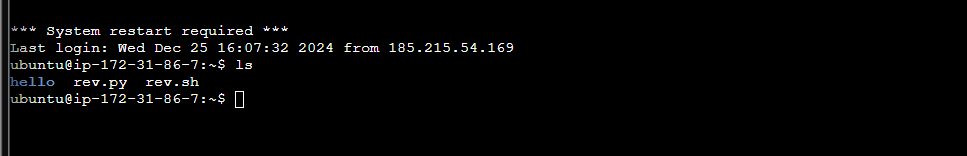 *** System restart required ***
Last login: Wed Dec 25 16:07:32 2024 from 185.215.54.169
ubuntu@ip-172-31-86-7:~$ ls
hello  rev.py  rev.sh
ubuntu@ip-172-31-86-7:~$